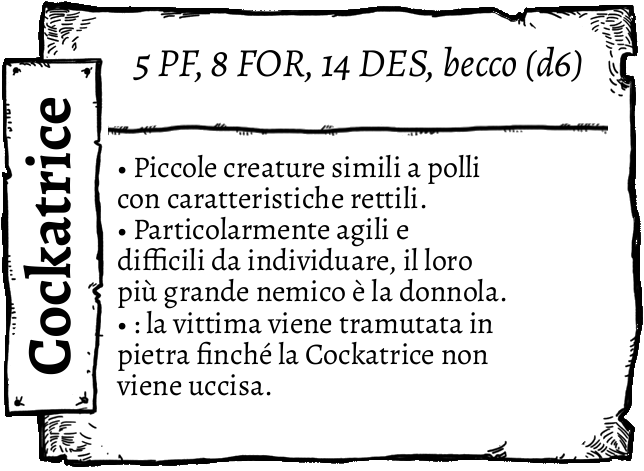 Cockatrice
5 PF, 8 FOR, 14 DES, becco (d6)
• Piccole creature simili a polli
con caratteristiche rettili.
• Particolarmente agili e
difficili da individuare, il loro
più grande nemico è la donnola.
• : la vittima viene tramutata in
pietra finché la Cockatrice non
viene uccisa.